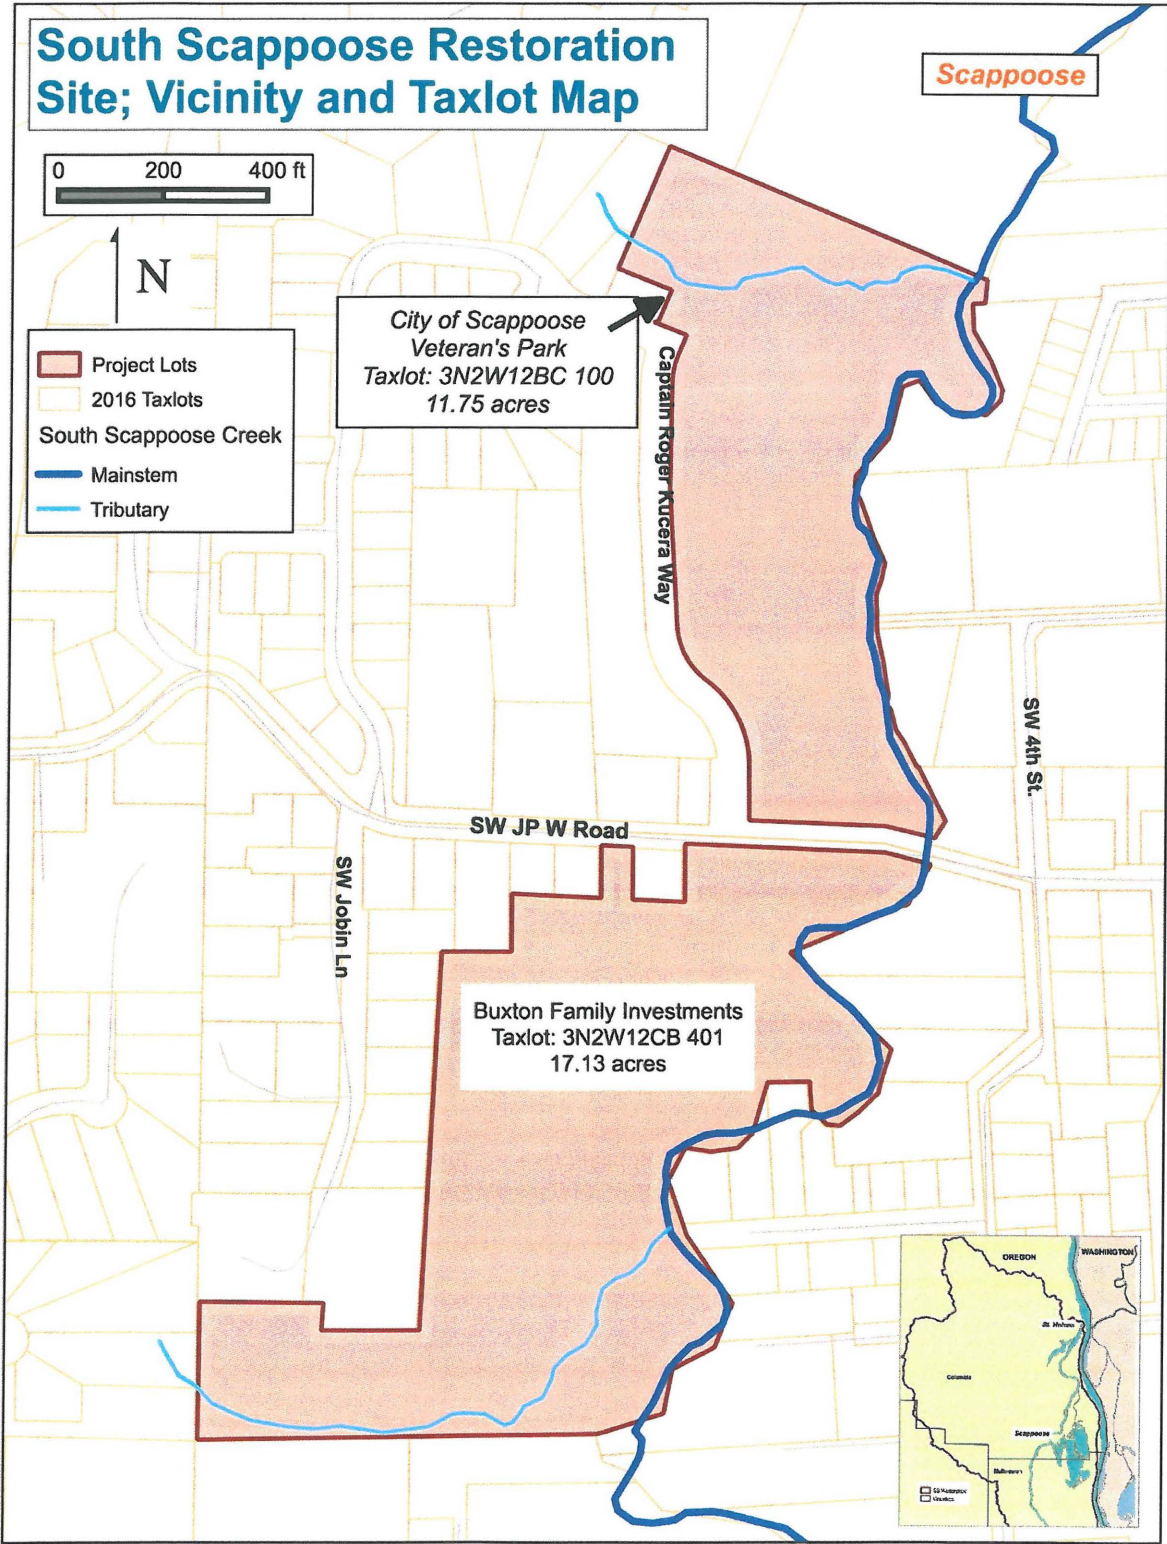 South Scappoose Restoration
Site; Vicinity and Taxlot Map
Scappoose
0 200 400 ft
N
City of Scappoose
Veteran's Park
Taxlot: 3N2W12BC 100
11.75 acres
Project Lots
2016 Taxlots
South Scappoose Creek
Mainstem
Tributary
Captain Roger Kucera Way
SW 4th St.
SW JP W Road
SW Jobin Ln
Buxton Family Investments
Taxlot: 3N2W12CB 401
17.13 acres
OREGON
WASHINGTON
St. Helens
Columbia
Scappoose